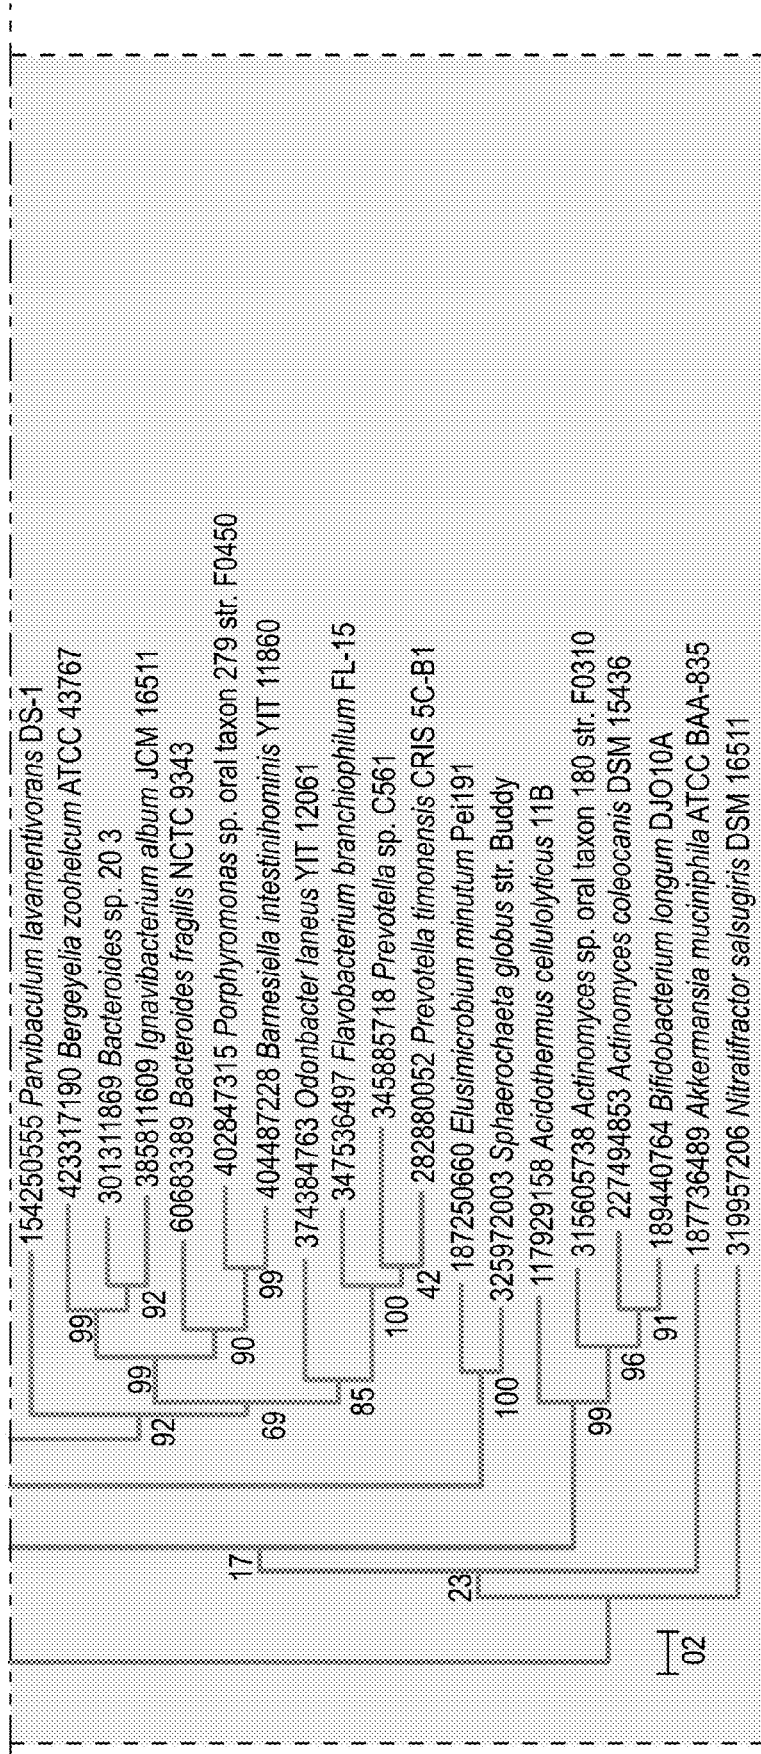 154250555 Parvibaculum lavamentivorans DS-1
423317190 Bergeyella zoohelcum ATCC 43767
301311869 Bacteroides sp. 20 3
385811609 Ignavibacterium album JCM 16511
60683389 Bacteroides fragilis NCTC 9343
402847315 Porphyromonas sp. oral taxon 279 str. F0450
404487228 Barnesiella intestinihominis YIT 11860
374384763 Odonbacter laneus YIT 12061
347536497 Flavobacterium branchiophilum FL-15
345885718 Prevotella sp. C561
282880052 Prevotella timonensis CRIS 5C-B1
187250660 Elusimicrobium minutum Pei191
325972003 Sphaerochaeta globus str. Buddy
117929158 Acidothermus cellulolyticus 11B
315605738 Actinomyces sp. oral taxon 180 str. F0310
227494853 Actinomyces coleocanis DSM 15436
189440764 Bifidobacterium longum DJO10A
187736489 Akkermansia muciniphila ATCC BAA-835
319957206 Nitratifractor salsugiris DSM 16511
99
92
99
90
99
92
69
85
100
42
100
99
96
91
17
23
02